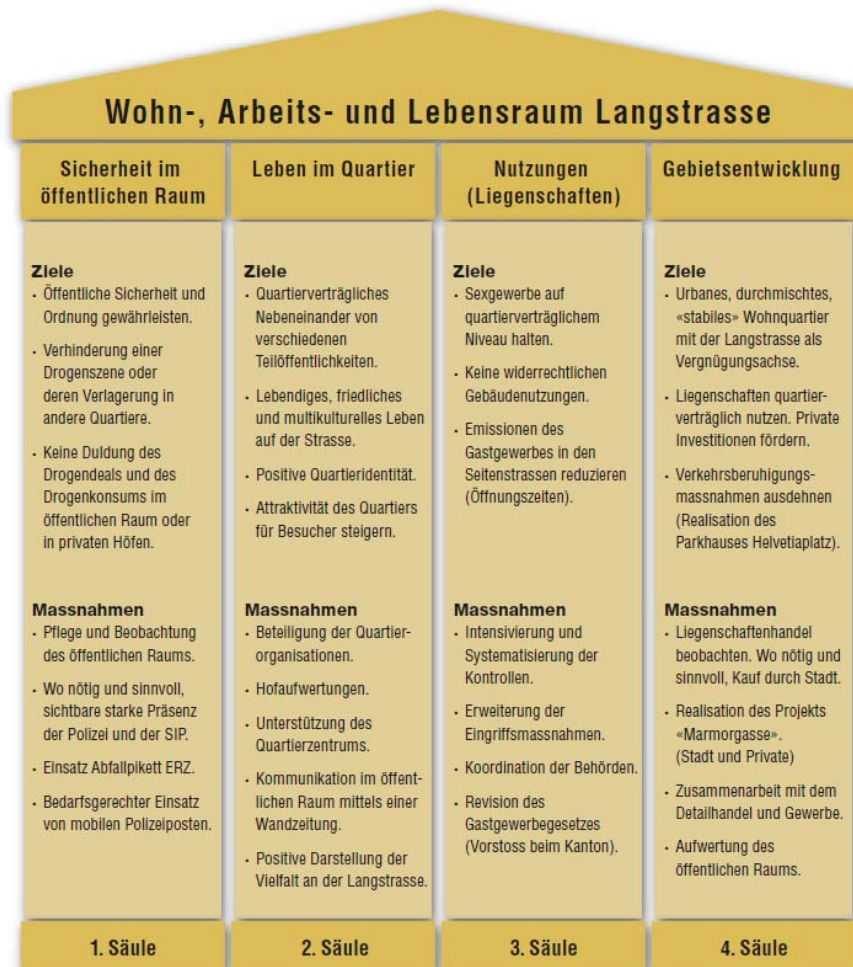 Wohn-, Arbeits- und Lebensraum Langstrasse
Sicherheit im
öffentlichen Raum
Ziele
· Öffentliche Sicherheit und
Ordnung gewährleisten.
· Verhinderung einer
Drogenszene oder
deren Verlagerung in
andere Quartiere.
· Keine Duldung des
Drogendeals und des
Drogenkonsums im
öffentlichen Raum oder
in privaten Höfen.
Massnahmen
· Pflege und Beobachtung
des öffentlichen Raums.
· Wo nötig und sinnvoll,
sichtbare starke Präsenz
der Polizei und der SIP.
· Einsatz Abfallpikett ERZ.
· Bedarfsgerechter Einsatz
von mobilen Polizeiposten.
1. Säule
Leben im Quartier
Ziele
· Quartierverträgliches
Nebeneinander von
verschiedenen
Teilöffentlichkeiten.
· Lebendiges, friedliches
und multikulturelles Leben
auf der Strasse.
· Positive Quartieridentität.
· Attraktivität des Quartiers
für Besucher steigern.
Massnahmen
· Beteiligung der Quartier-
organisationen.
· Hofaufwertungen.
· Unterstützung des
Quartierzentrums.
· Kommunikation im öffent-
lichen Raum mittels einer
Wandzeitung.
· Positive Darstellung der
Vielfalt an der Langstrasse.
2. Säule
Nutzungen
(Liegenschaften)
Ziele
· Sexgewerbe auf
quartierverträglichem
Niveau halten.
· Keine widerrechtlichen
Gebäudenutzungen.
· Emissionen des
Gastgewerbes in den
Seitenstrassen reduzieren
(Öffnungszeiten).
Massnahmen
· Intensivierung und
Systematisierung der
Kontrollen.
· Erweiterung der
Eingriffsmassnahmen.
· Koordination der Behörden.
· Revision des
Gastgewerbegesetzes
(Vorstoss beim Kanton).
3. Säule
Gebietsentwicklung
Ziele
· Urbanes, durchmischtes,
«stabiles» Wohnquartier
mit der Langstrasse als
Vergnügungsachse.
· Liegenschaften quartier-
verträglich nutzen. Private
Investitionen fördern.
· Verkehrsberuhigungs-
massnahmen ausdehnen
(Realisation des
Parkhauses Helvetiaplatz).
Massnahmen
· Liegenschaftenhandel
beobachten. Wo nötig und
sinnvoll, Kauf durch Stadt.
· Realisation des Projekts
«Marmorgasse».
(Stadt und Private)
· Zusammenarbeit mit dem
Detailhandel und Gewerbe.
· Aufwertung des
öffentlichen Raums.
4. Säule